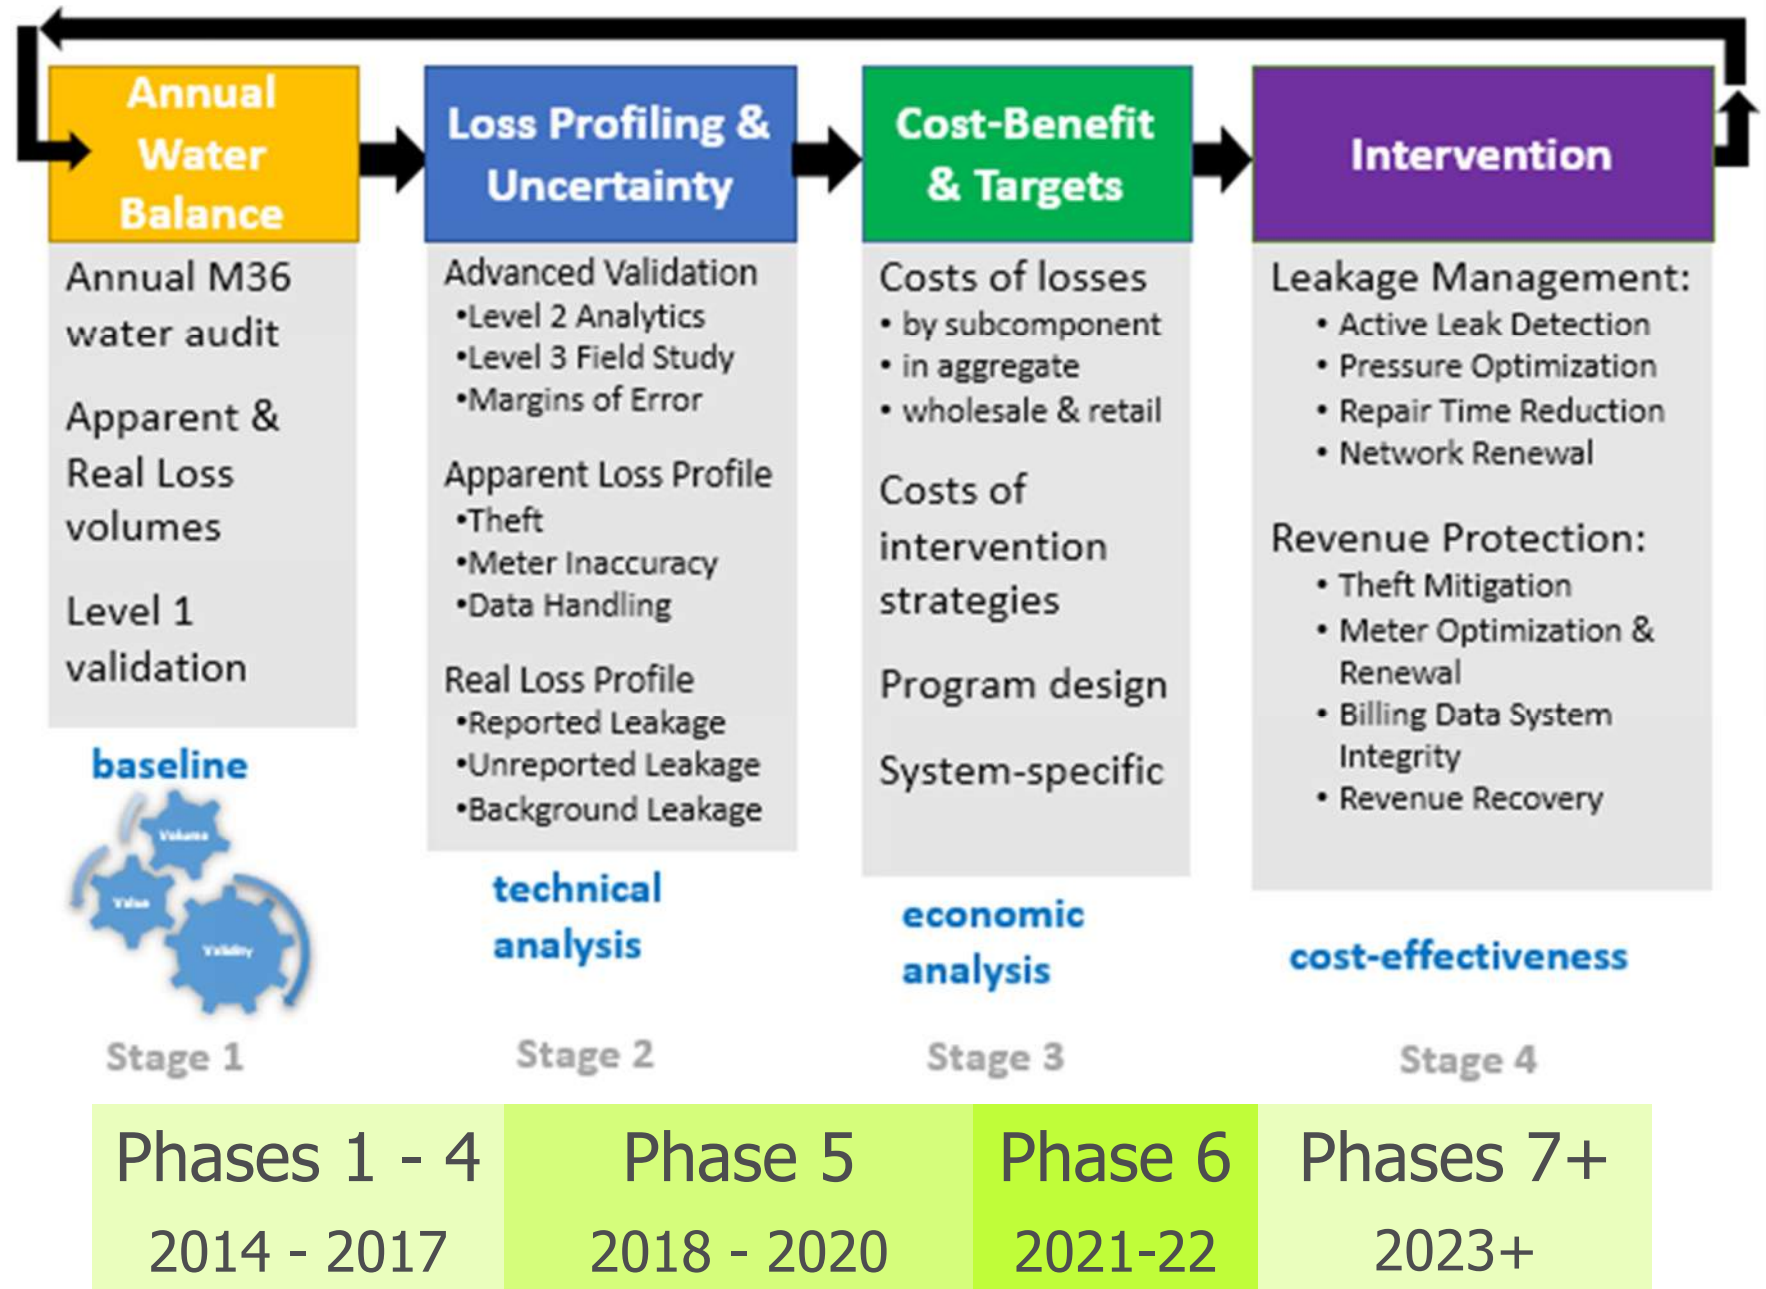 Annual
Water
Balance
Annual M36
water audit
Apparent &
Real Loss
volumes
Level 1
validation
baseline
Volume
Value
Validity
Stage 1
Loss Profiling &
Uncertainty
Advanced Validation
•Level 2 Analytics
•Level 3 Field Study
•Margins of Error
Apparent Loss Profile
•Theft
•Meter Inaccuracy
•Data Handling
Real Loss Profile
•Reported Leakage
•Unreported Leakage
•Background Leakage
technical
analysis
Stage 2
Cost-Benefit
& Targets
Costs of losses
• by subcomponent
• in aggregate
• wholesale & retail
Costs of
intervention
strategies
Program design
System-specific
economic
analysis
Stage 3
Intervention
Leakage Management:
• Active Leak Detection
• Pressure Optimization
• Repair Time Reduction
• Network Renewal
Revenue Protection:
• Theft Mitigation
• Meter Optimization &
Renewal
• Billing Data System
Integrity
• Revenue Recovery
cost-effectiveness
Stage 4
Phases 1 - 4
2014 - 2017
Phase 5
2018 - 2020
Phase 6
2021-22
Phases 7+
2023+